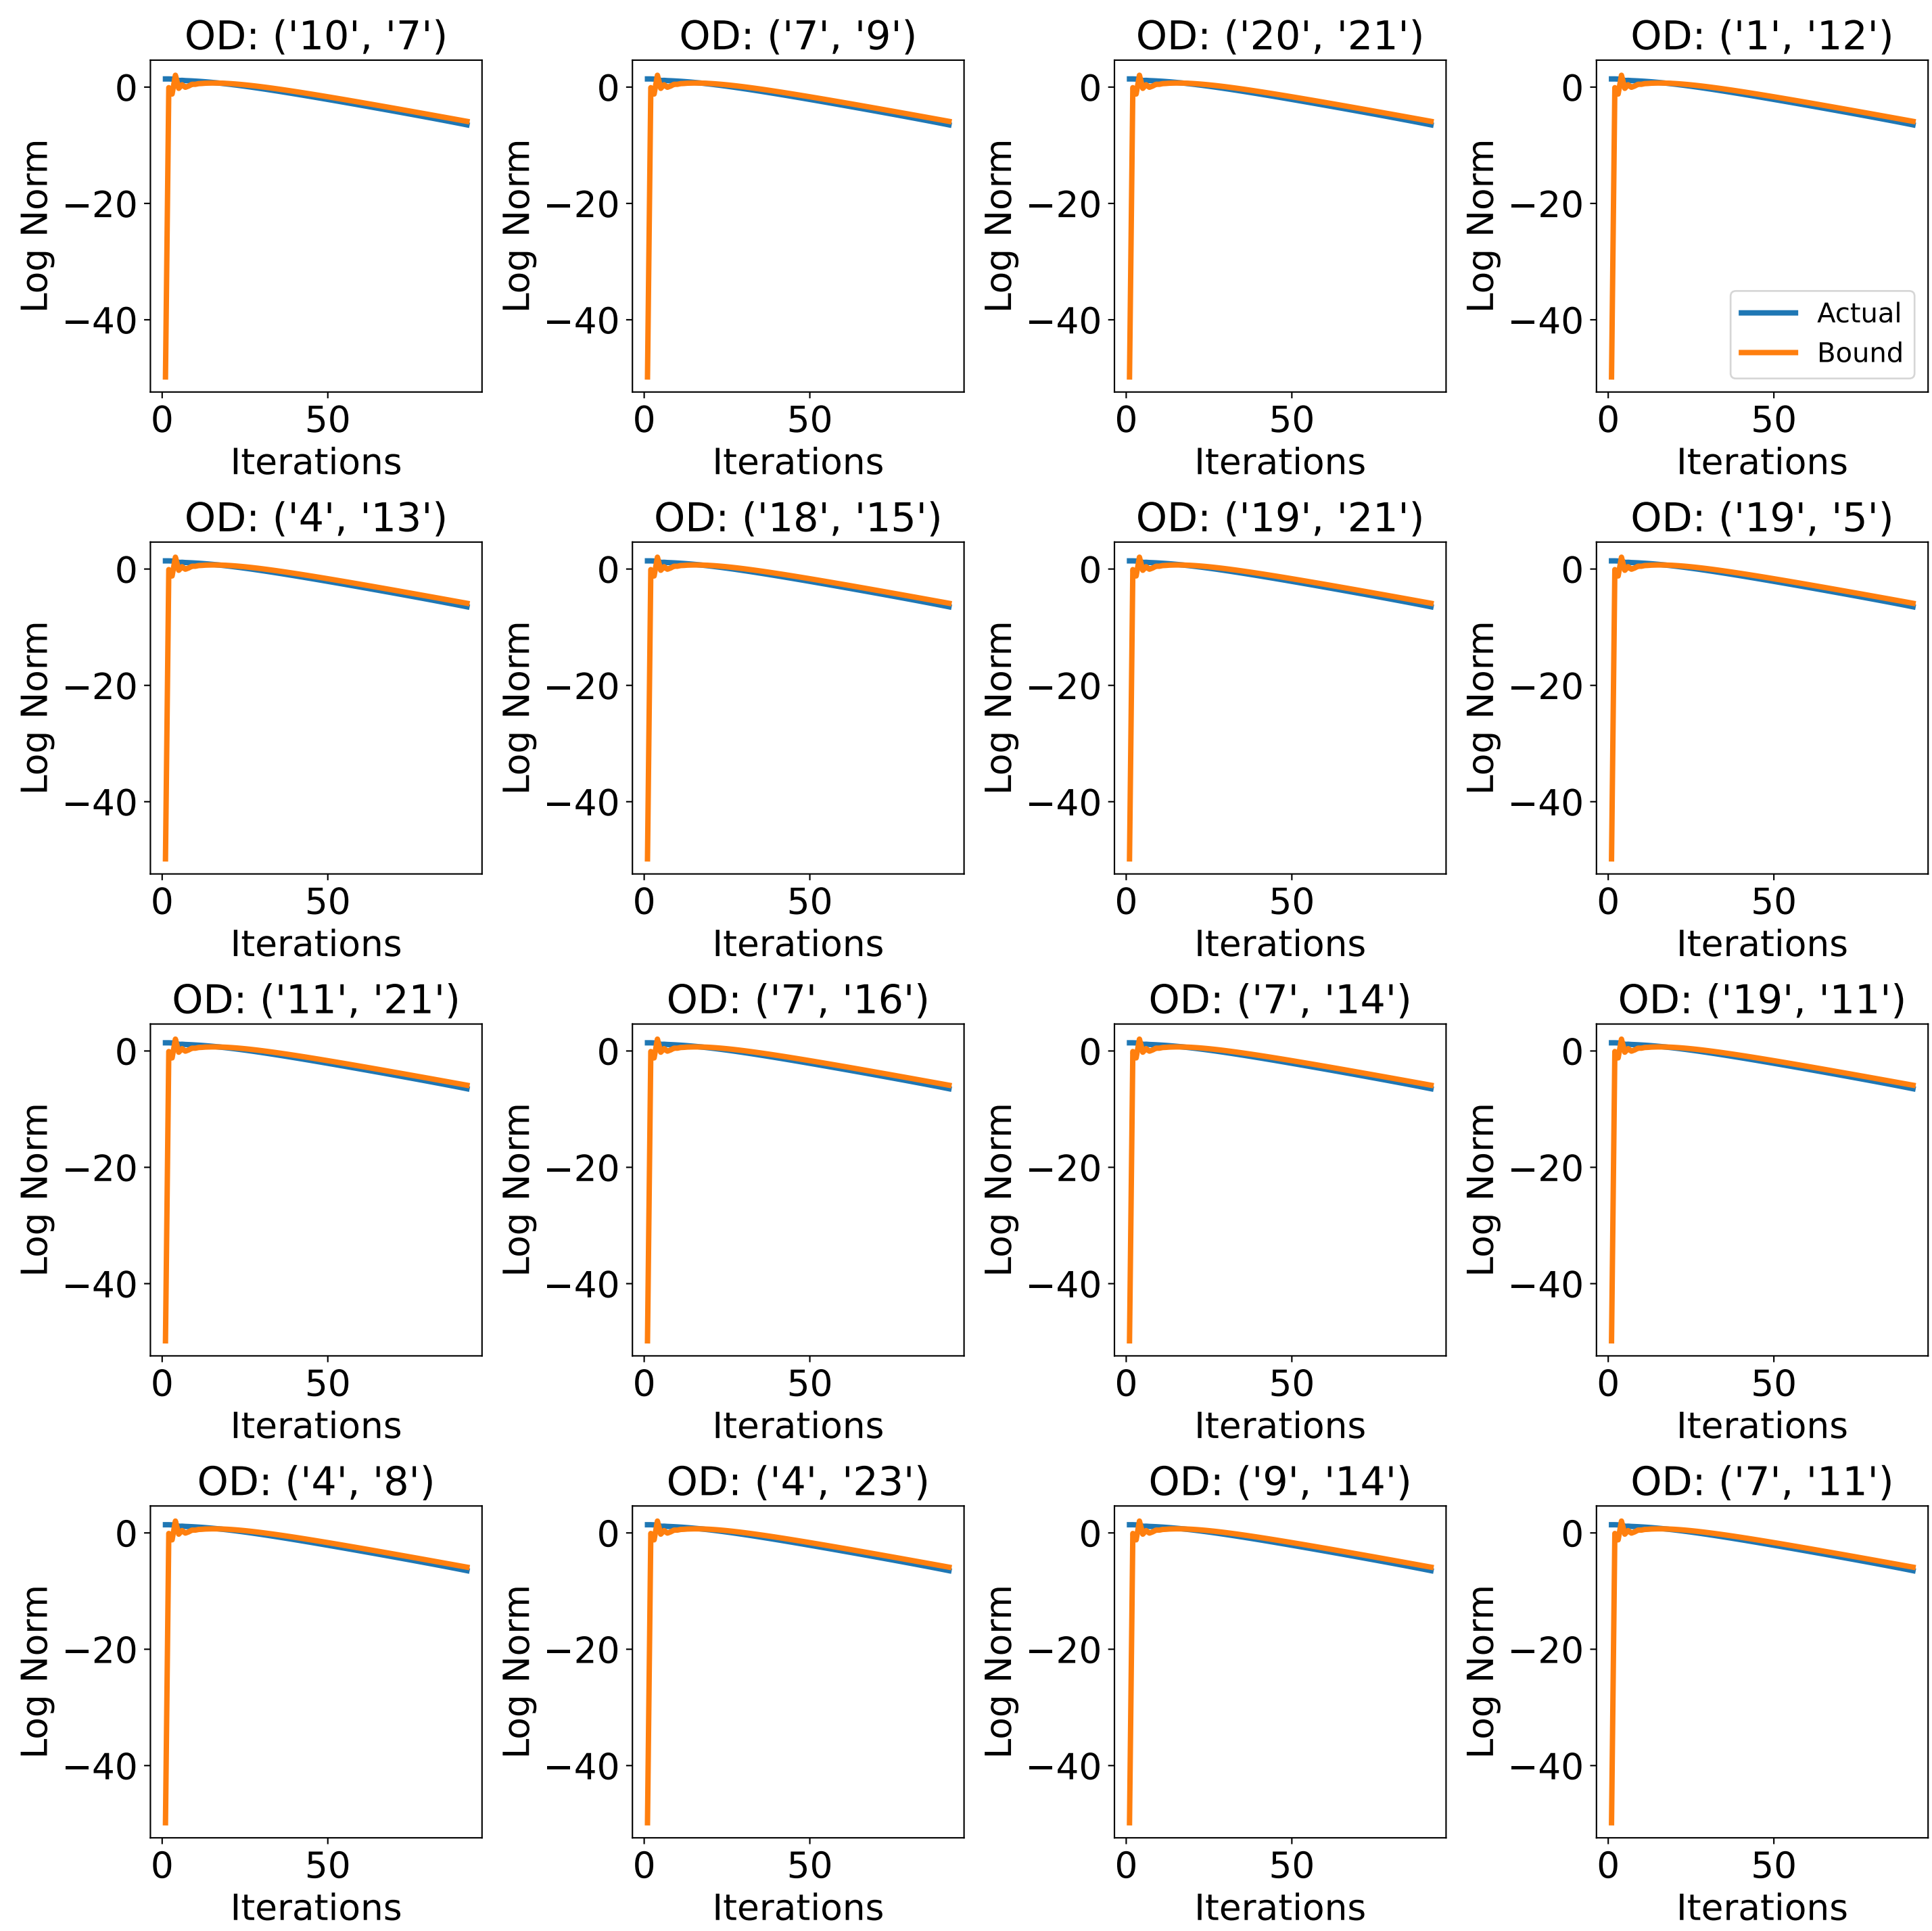 OD: ('10', '7')
OD: ('7', '9')
OD: ('20', '21')
OD: ('1', '12')
0
−20
−40
Log Norm
0
50
Iterations
0
−20
−40
Log Norm
0
50
Iterations
0
−20
−40
Log Norm
0
50
Iterations
0
−20
−40
Log Norm
Actual
Bound
0
50
Iterations
OD: ('4', '13')
OD: ('18', '15')
OD: ('19', '21')
OD: ('19', '5')
0
−20
−40
Log Norm
0
50
Iterations
0
−20
−40
Log Norm
0
50
Iterations
0
−20
−40
Log Norm
0
50
Iterations
0
−20
−40
Log Norm
0
50
Iterations
OD: ('11', '21')
OD: ('7', '16')
OD: ('7', '14')
OD: ('19', '11')
0
−20
−40
Log Norm
0
50
Iterations
0
−20
−40
Log Norm
0
50
Iterations
0
−20
−40
Log Norm
0
50
Iterations
0
−20
−40
Log Norm
0
50
Iterations
OD: ('4', '8')
OD: ('4', '23')
OD: ('9', '14')
OD: ('7', '11')
0
−20
−40
Log Norm
0
50
Iterations
0
−20
−40
Log Norm
0
50
Iterations
0
−20
−40
Log Norm
0
50
Iterations
0
−20
−40
Log Norm
0
50
Iterations